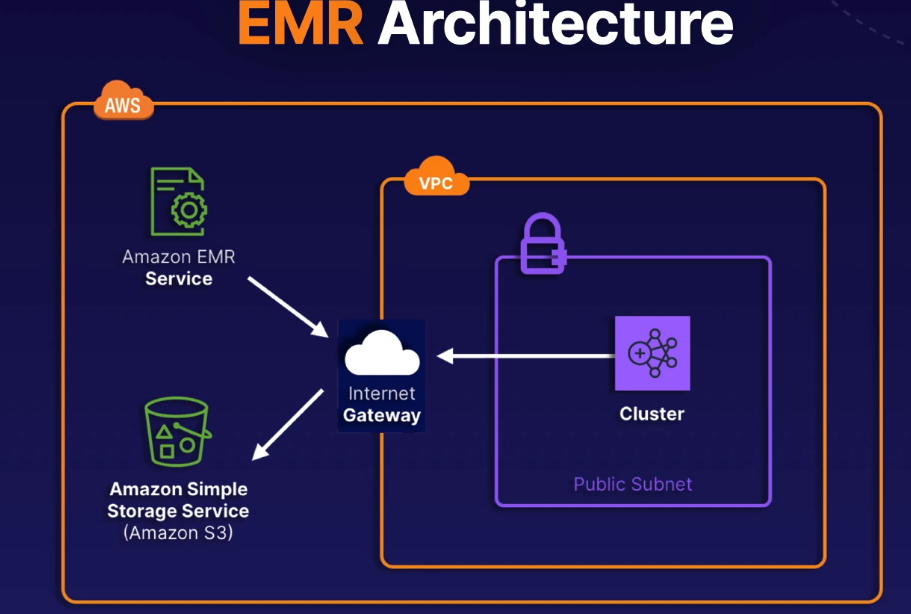 EMR Architecture
AWS
VPC
Amazon EMR
Service
Internet
Gateway
Cluster
Public Subnet
Amazon Simple
Storage Service
(Amazon S3)